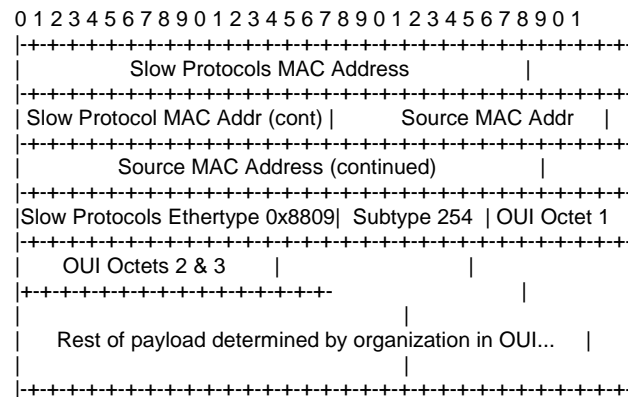 0 1 2 3 4 5 6 7 8 9 0 1 2 3 4 5 6 7 8 9 0 1 2 3 4 5 6 7 8 9 0 1
|-+-+-+-+-+-+-+-+-+-+-+-+-+-+-+-+-+-+-+-+-+-+-+-+-+-+-+-+-+-+-+-
| Slow Protocols MAC Address |
|-+-+-+-+-+-+-+-+-+-+-+-+-+-+-+-+-+-+-+-+-+-+-+-+-+-+-+-+-+-+-+-
| Slow Protocol MAC Addr (cont) | Source MAC Addr |
|-+-+-+-+-+-+-+-+-+-+-+-+-+-+-+-+-+-+-+-+-+-+-+-+-+-+-+-+-+-+-+-
| Source MAC Address (continued) |
|-+-+-+-+-+-+-+-+-+-+-+-+-+-+-+-+-+-+-+-+-+-+-+-+-+-+-+-+-+-+-+-
|Slow Protocols Ethertype 0x8809| Subtype 254 | OUI Octet 1
|-+-+-+-+-+-+-+-+-+-+-+-+-+-+-+-+-+-+-+-+-+-+-+-+-+-+-+-+-+-+-+-
| OUI Octets 2 & 3 | |
|+-+-+-+-+-+-+-+-+-+-+-+-+-+-+-+- |
| |
| Rest of payload determined by organization in OUI... |
| |
|-+-+-+-+-+-+-+-+-+-+-+-+-+-+-+-+-+-+-+-+-+-+-+-+-+-+-+-+-+-+-+-